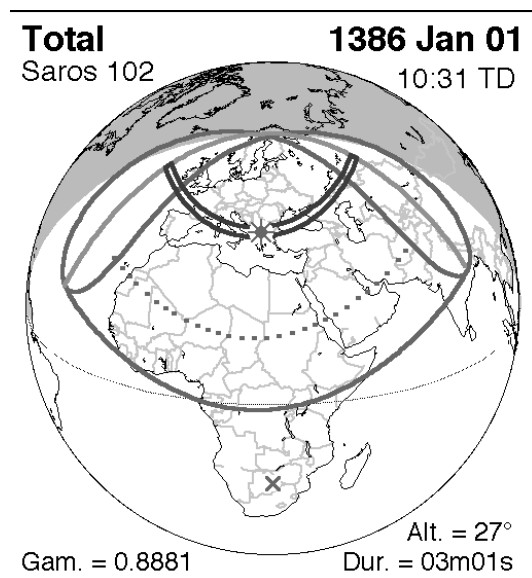 Total 1386 Jan 01
Saros 102 10:31 TD
Alt. = 27°
Gam. = 0.8881 Dur. = 03m01s